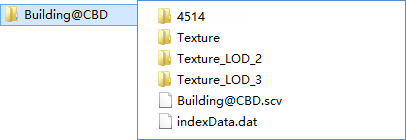 Building@CBD
4514
Texture
Texture_LOD_2
Texture_LOD_3
Building@CBD.scv
indexData.dat